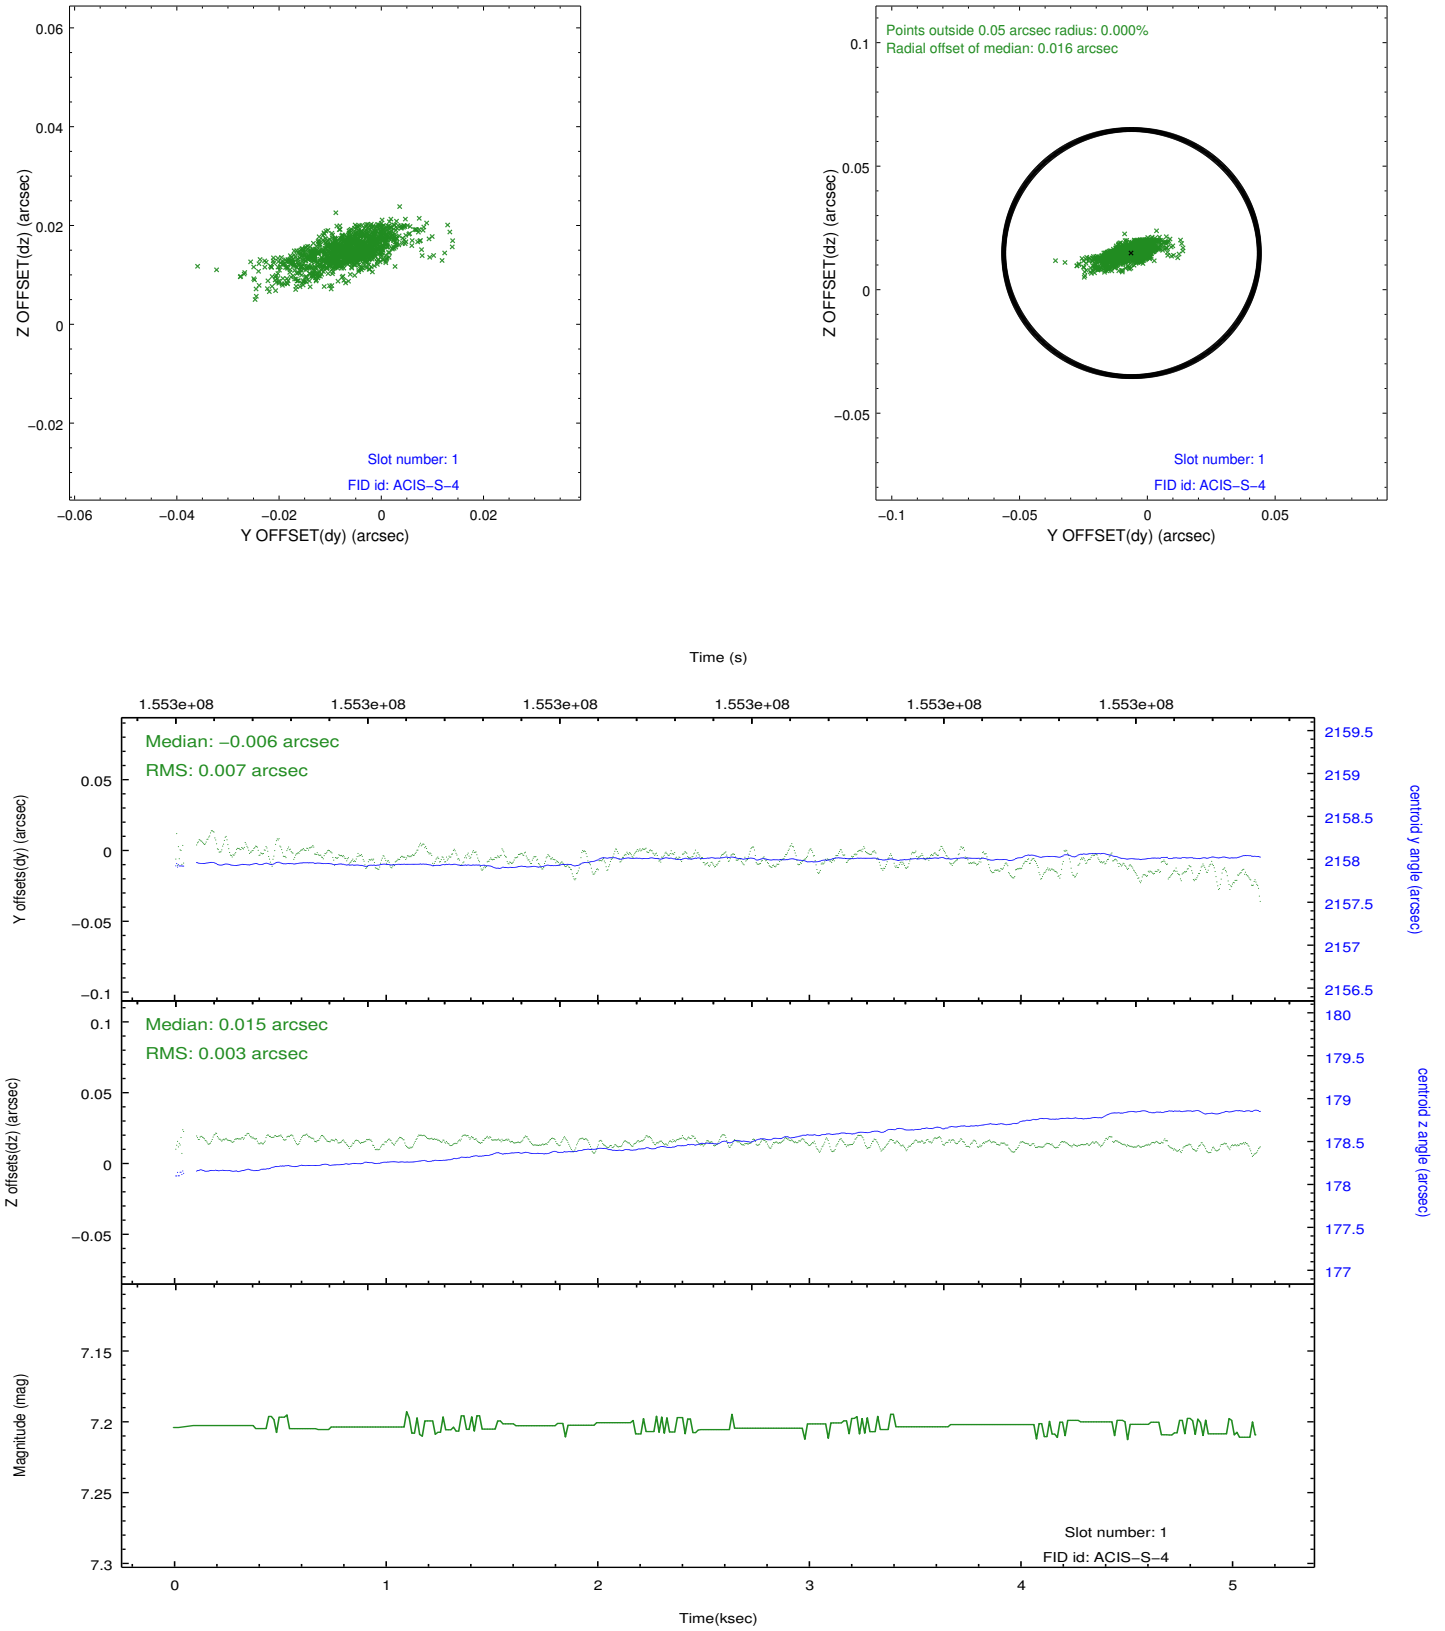 0.06
0.04
0.02
0
−0.02
Z OFFSET(dz) (arcsec)
Slot number: 1
FID id: ACIS−S−4
−0.06 −0.04 −0.02 0 0.02
Y OFFSET(dy) (arcsec)
Points outside 0.05 arcsec radius: 0.000%
Radial offset of median: 0.016 arcsec
0.1
0.05
0
−0.05
Z OFFSET(dz) (arcsec)
Slot number: 1
FID id: ACIS−S−4
−0.1 −0.05 0 0.05
Y OFFSET(dy) (arcsec)
Time (s)
1.553e+08 1.553e+08 1.553e+08 1.553e+08 1.553e+08 1.553e+08
Median: −0.006 arcsec
RMS: 0.007 arcsec
0.05
0
−0.05
−0.1
Y offsets(dy) (arcsec)
2159.5
2159
2158.5
2158
2157.5
2157
2156.5
centroid y angle (arcsec)
Median: 0.015 arcsec
RMS: 0.003 arcsec
0.1
0.05
0
−0.05
Z offsets(dz) (arcsec)
180
179.5
179
178.5
178
177.5
177
centroid z angle (arcsec)
7.15
7.2
7.25
7.3
Magnitude (mag)
Slot number: 1
FID id: ACIS−S−4
0 1 2 3 4 5
Time(ksec)